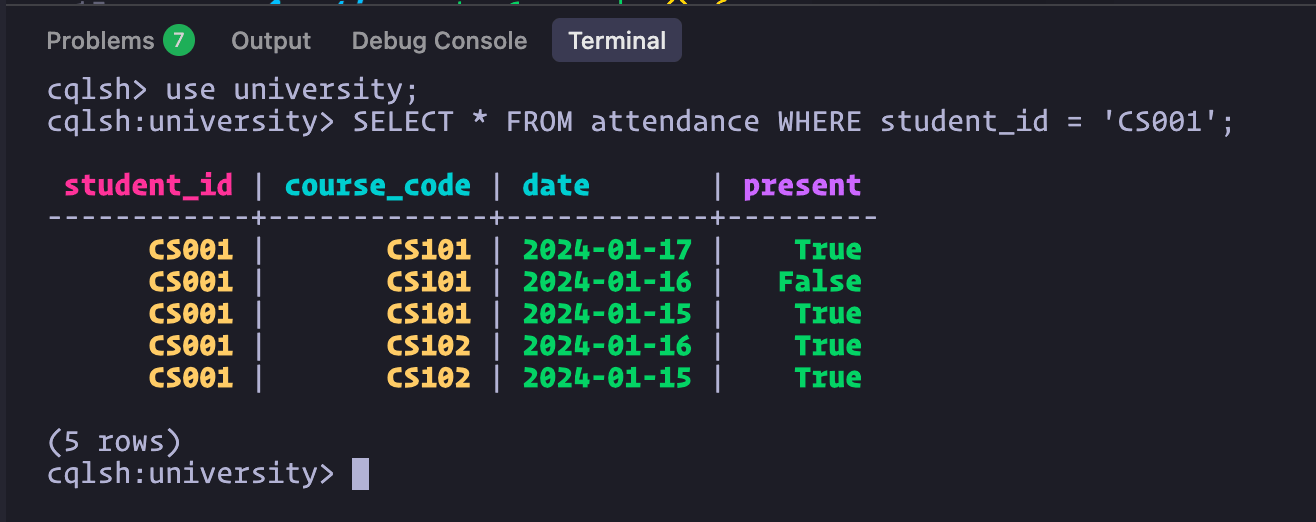 Problems 7 Output Debug Console Terminal
cqlsh> use university;
cqlsh:university> SELECT * FROM attendance WHERE student_id = 'CS001';
 student_id | course_code | date       | present
------------+-------------+------------+---------
      CS001 |       CS101 | 2024-01-17 |    True
      CS001 |       CS101 | 2024-01-16 |   False
      CS001 |       CS101 | 2024-01-15 |    True
      CS001 |       CS102 | 2024-01-16 |    True
      CS001 |       CS102 | 2024-01-15 |    True
(5 rows)
cqlsh:university>